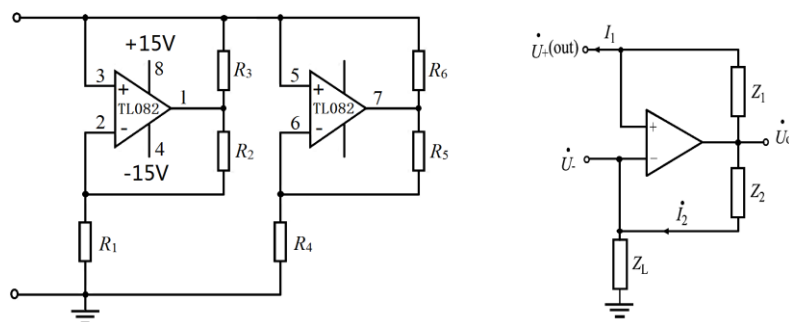 +15V
8
3
+
TL082
1
2
-
4
-15V
R3
R2
R1
5
+
TL082
7
6
-
R6
R5
R4
U̇+(out)
I1
Z1
+
−
U̇-
Z2
İ2
ZL